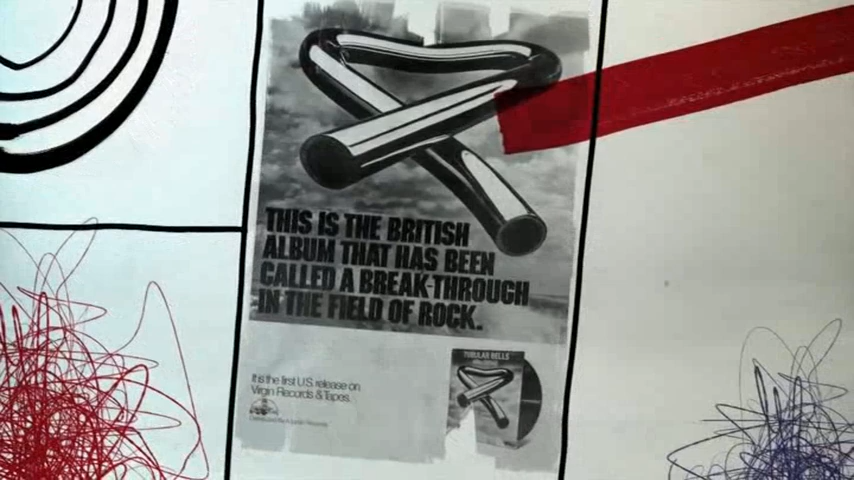 THIS IS THE BRITISH
ALBUM THAT HAS BEEN
CALLED A BREAK-THROUGH
IN THE FIELD OF ROCK.
It is the first U.S. release on
Virgin Records & Tapes.
TUBULAR BELLS